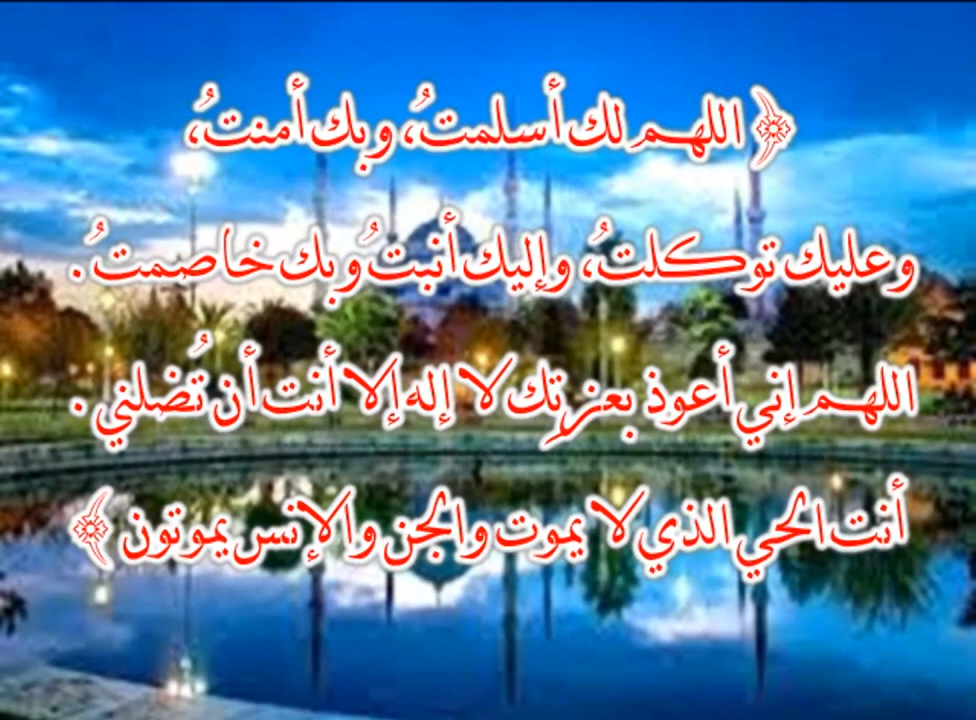 ﴿ اللهم لك أسلمتُ، وبك أمنتُ،
وعليك توكلتُ، وإليك أنبتُ وبك خاصمتُ .
اللهم إني أعوذ بعزتك لا إله إلا أنت أن تُضلني .
أنت الحي الذي لا يموت والجن والإنس يموتون ﴾